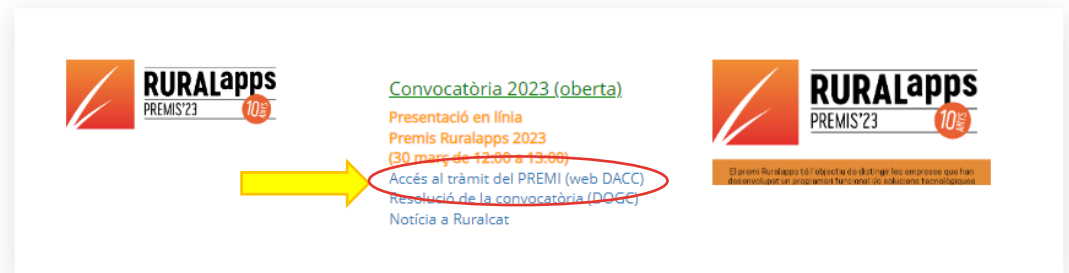 RURALapps
PREMIS'23
10 ANYS
Convocatòria 2023 (oberta)
Presentació en línia
Premis Ruralapps 2023
(30 març de 12:00 a 13:00)
Accés al tràmit del PREMI (web DACC)
Resolució de la convocatòria (DOGC)
Notícia a Ruralcat
RURALapps
PREMIS'23
10 ANYS
El premi Ruralapps té l'objectiu de distingir les empreses que han
desenvolupat un programari funcional i/o solucions tecnològiques